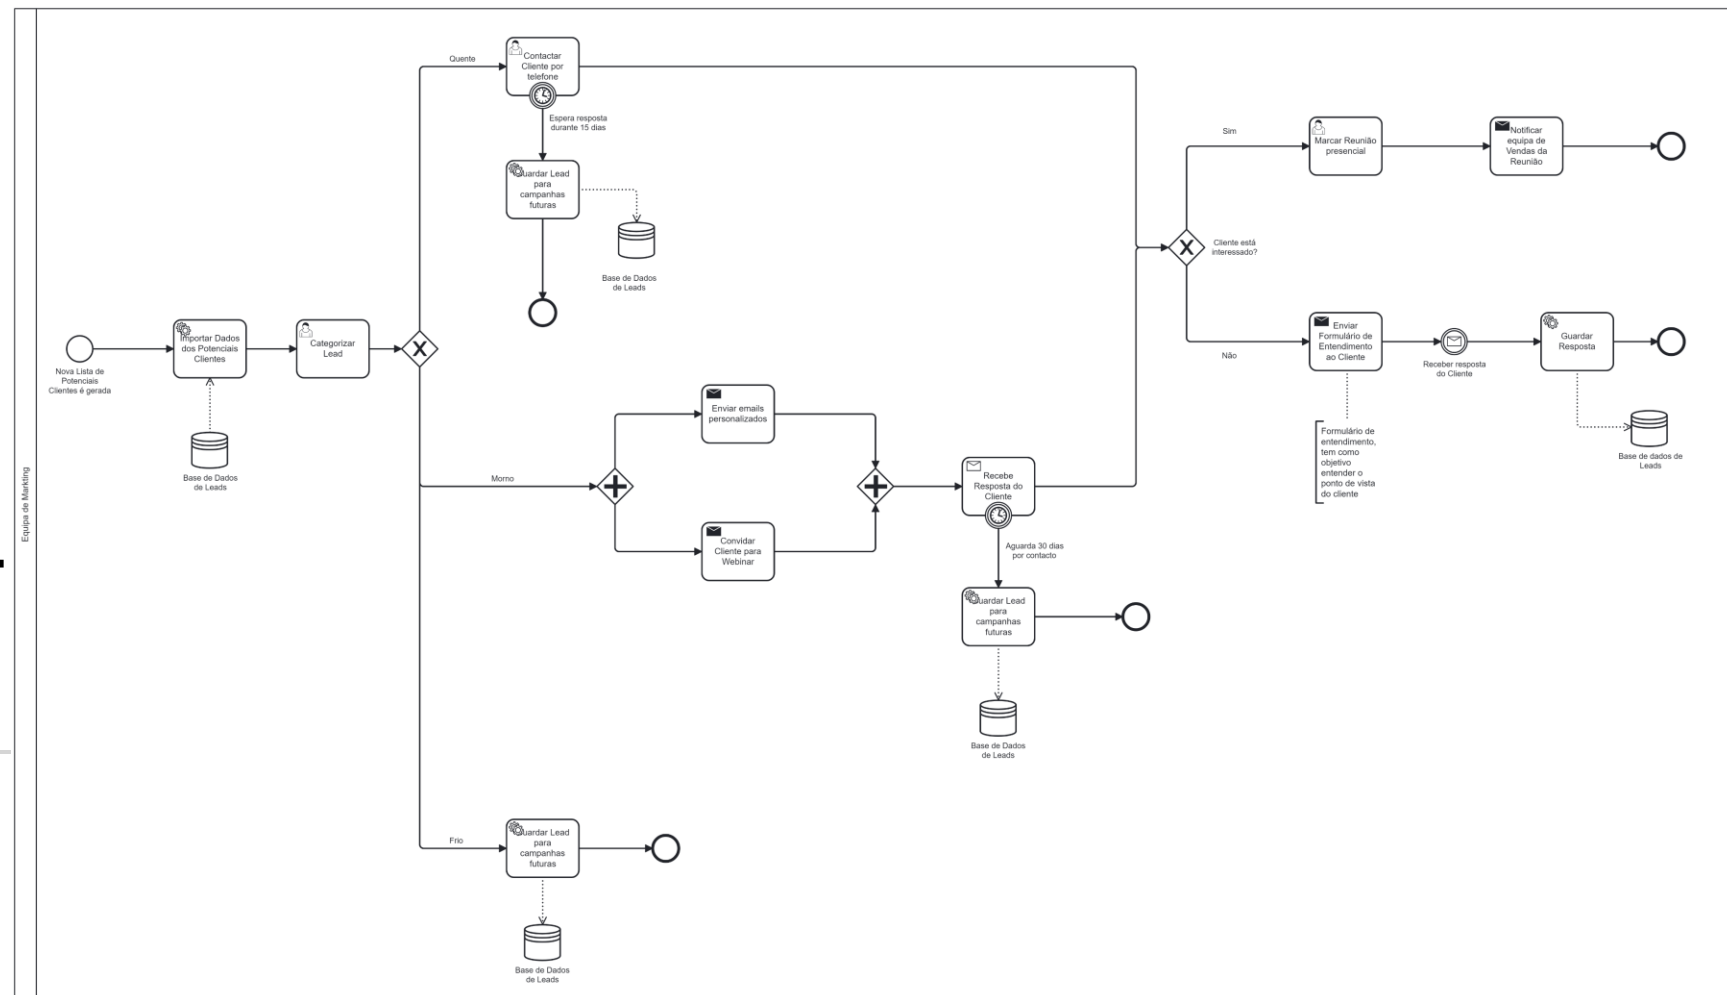 Equipa de Markting
Nova Lista de
Potenciais
Clientes é gerada
Importar Dados
dos Potenciais
Clientes
Base de Dados
de Leads
Categorizar
Lead
Quente
Contactar
Cliente por
telefone
Espera resposta
durante 15 dias
Guardar Lead
para
campanhas
futuras
Base de Dados
de Leads
Morno
Enviar emails
personalizados
Convidar
Cliente para
Webinar
Recebe
Resposta do
Cliente
Aguarda 30 dias
por contacto
Guardar Lead
para
campanhas
futuras
Base de Dados
de Leads
Frio
Guardar Lead
para
campanhas
futuras
Base de Dados
de Leads
Cliente está
interessado?
Sim
Marcar Reunião
presencial
Notificar
equipa de
Vendas da
Reunião
Não
Enviar
Formulário de
Entendimento
ao Cliente
Formulário de
entendimento,
tem como
objetivo
entender o
ponto de vista
do cliente
Receber resposta
do Cliente
Guardar
Resposta
Base de dados de
Leads